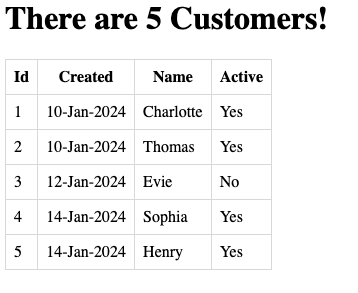 There are 5 Customers!
Id Created Name Active
1 10-Jan-2024 Charlotte Yes
2 10-Jan-2024 Thomas Yes
3 12-Jan-2024 Evie No
4 14-Jan-2024 Sophia Yes
5 14-Jan-2024 Henry Yes